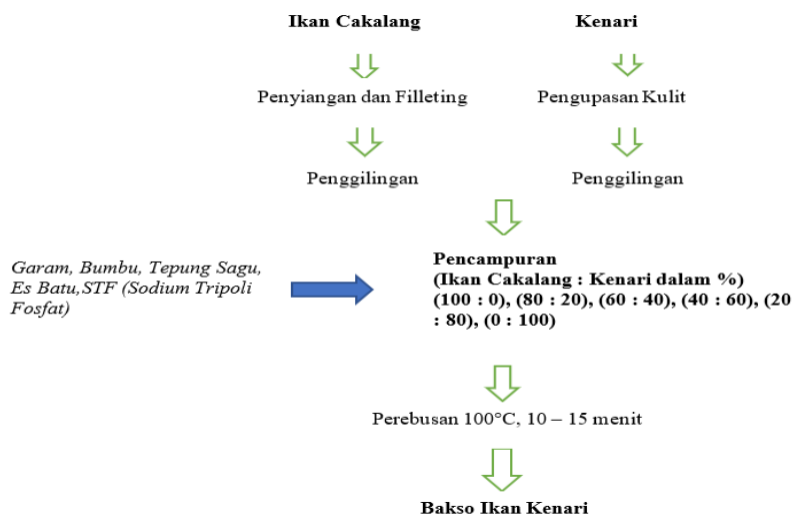 Ikan Cakalang
Kenari
Penyiangan dan Filleting
Pengupasan Kulit
Penggilingan
Penggilingan
Garam, Bumbu, Tepung Sagu,
Es Batu,STF (Sodium Tripoli
Fosfat)
Pencampuran
(Ikan Cakalang : Kenari dalam %)
(100 : 0), (80 : 20), (60 : 40), (40 : 60), (20
: 80), (0 : 100)
Perebusan 100°C, 10 – 15 menit
Bakso Ikan Kenari